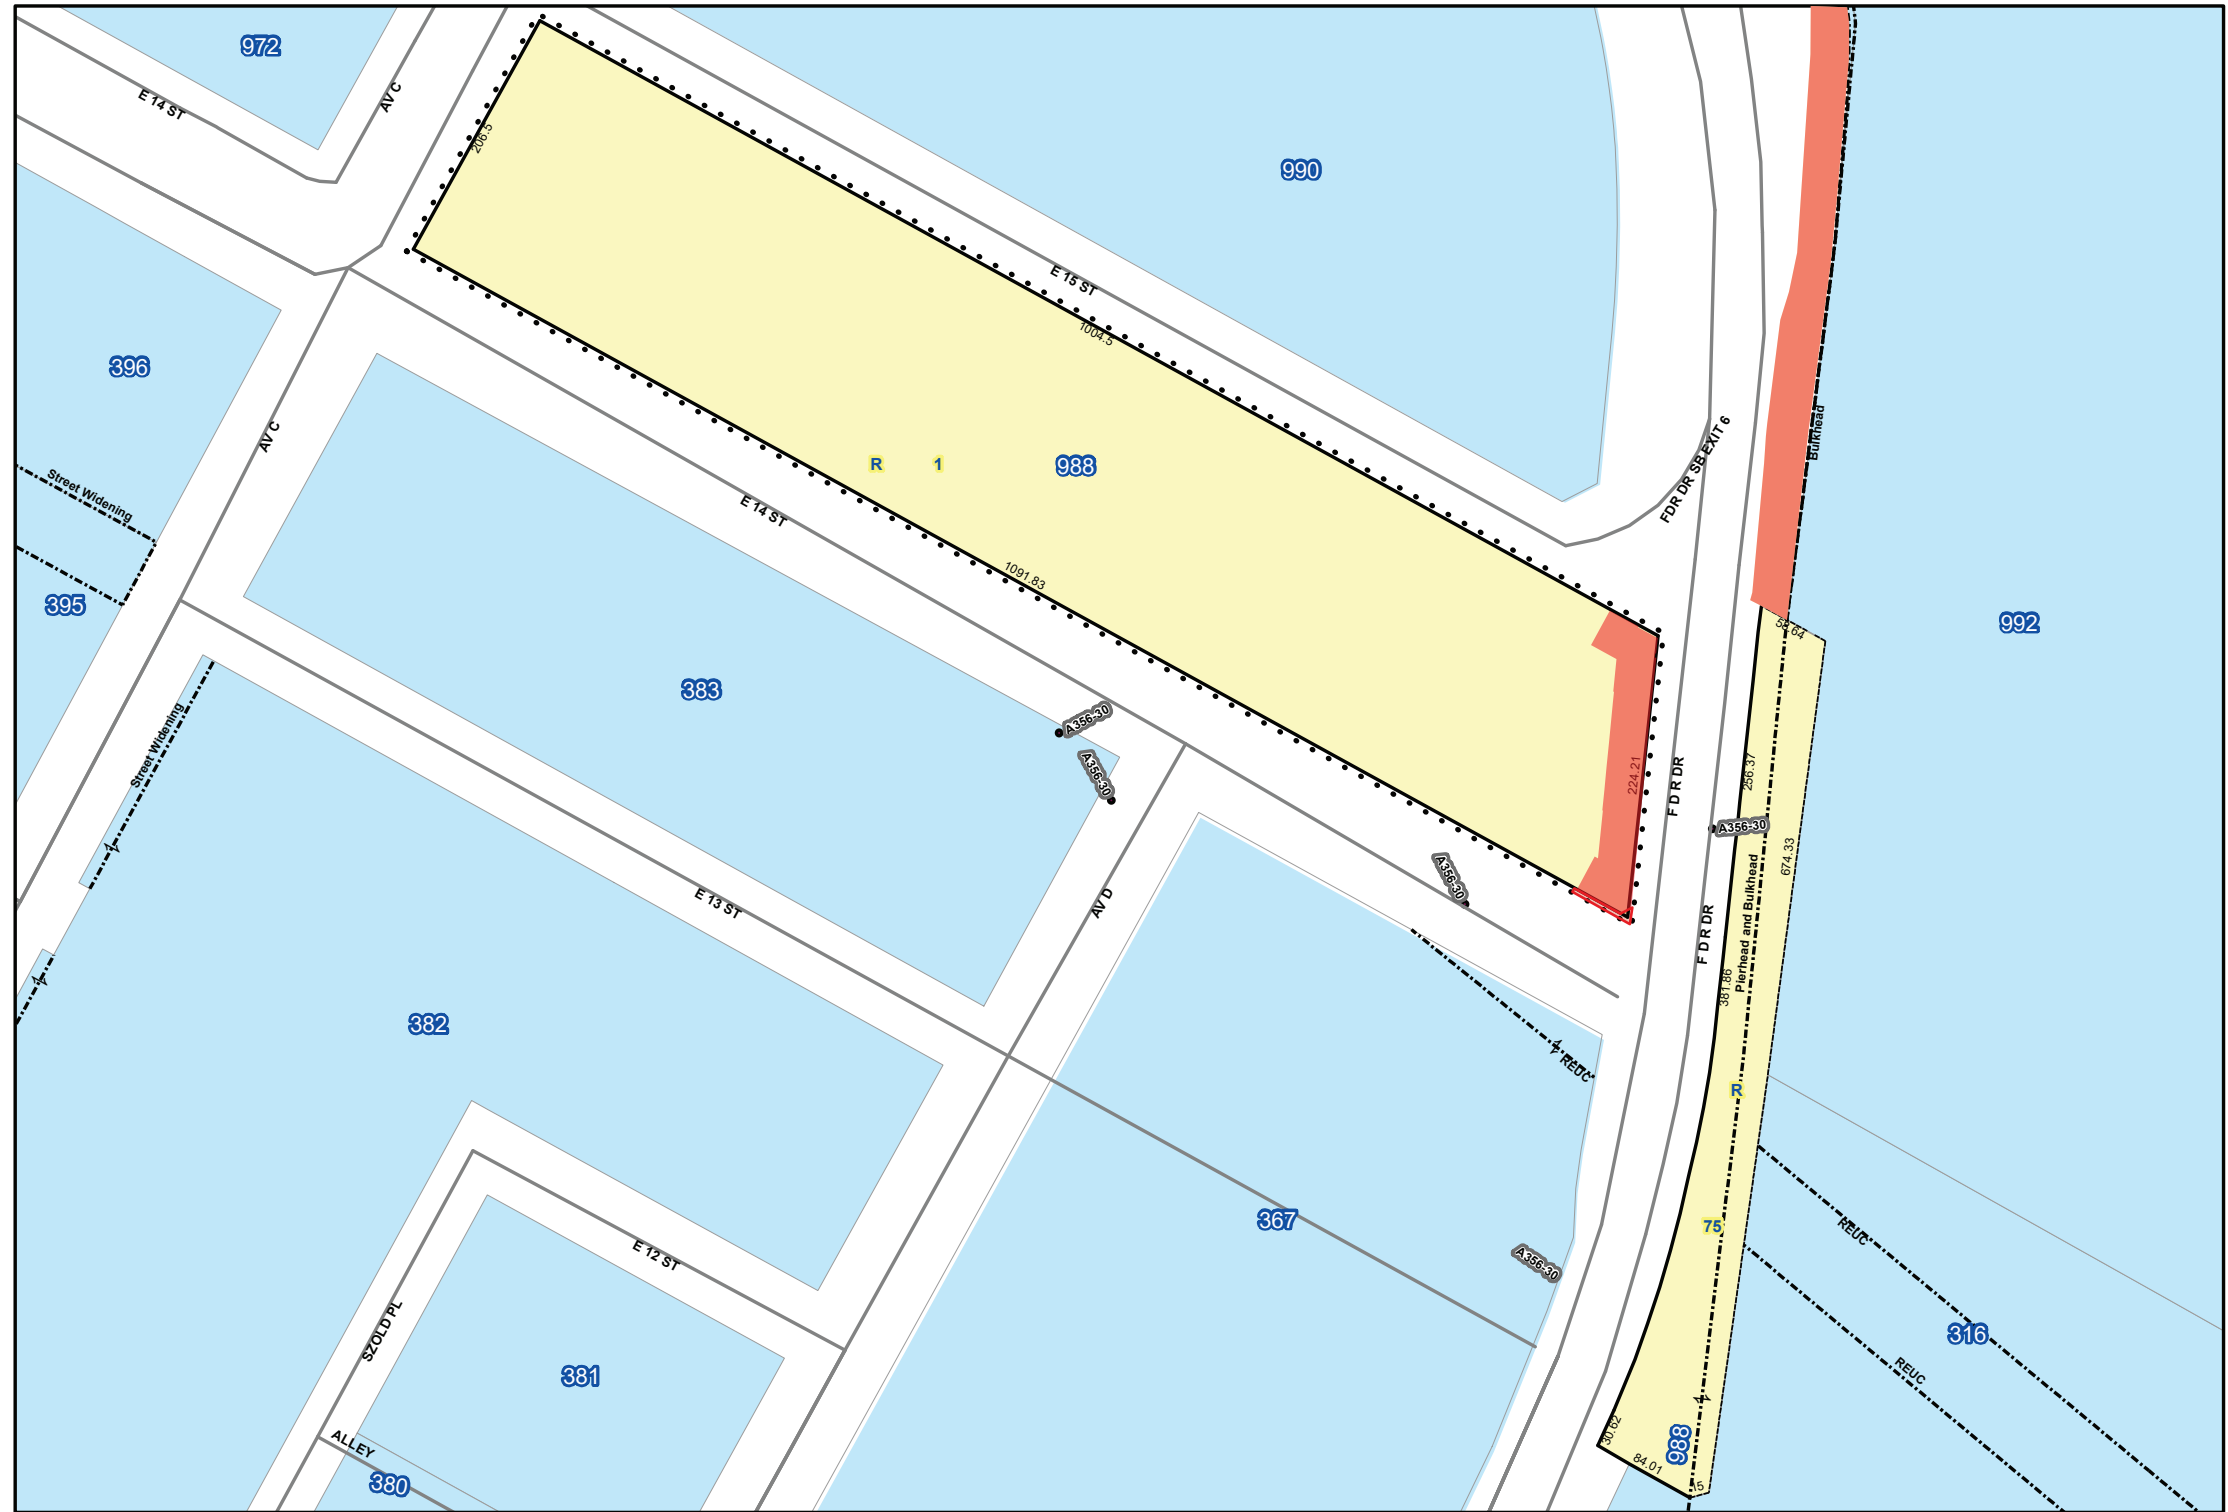 972
E 14 ST
AV C
206.5
990
E 15 ST
1004.5
396
AV C
Bulkhead
FDR DR SB EXIT 6
R
1
988
Street Widening
E 14 ST
1091.83
395
992
383
A356-30
A356-30
Street Widening
224.21
F D R DR
256.37
A356-30
674.33
A356-30
E 13 ST
AV D
F D R DR
Pierhead and Bulkhead
381.86
382
REUC
R
367
75
REUC
E 12 ST
A356-30
SZOLD PL
316
381
REUC
30.62
988
ALLEY
84.01
15
380